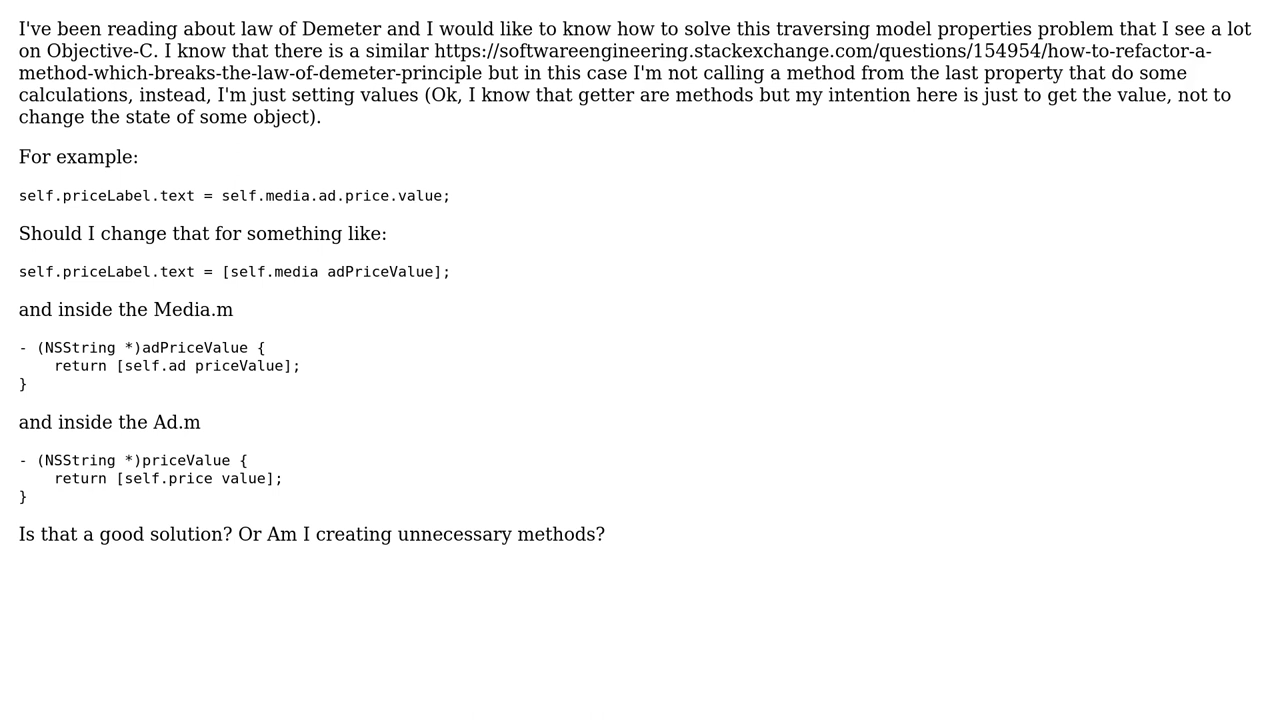 I've been reading about law of Demeter and I would like to know how to solve this traversing model properties problem that I see a lot
on Objective-C. I know that there is a similar https://softwareengineering.stackexchange.com/questions/154954/how-to-refactor-a-
method-which-breaks-the-law-of-demeter-principle but in this case I'm not calling a method from the last property that do some
calculations, instead, I'm just setting values (Ok, I know that getter are methods but my intention here is just to get the value, not to
change the state of some object).
For example:
self.priceLabel.text = self.media.ad.price.value;
Should I change that for something like:
self.priceLabel.text = [self.media adPriceValue];
and inside the Media.m
- (NSString *)adPriceValue {
    return [self.ad priceValue];
}
and inside the Ad.m
- (NSString *)priceValue {
    return [self.price value];
}
Is that a good solution? Or Am I creating unnecessary methods?